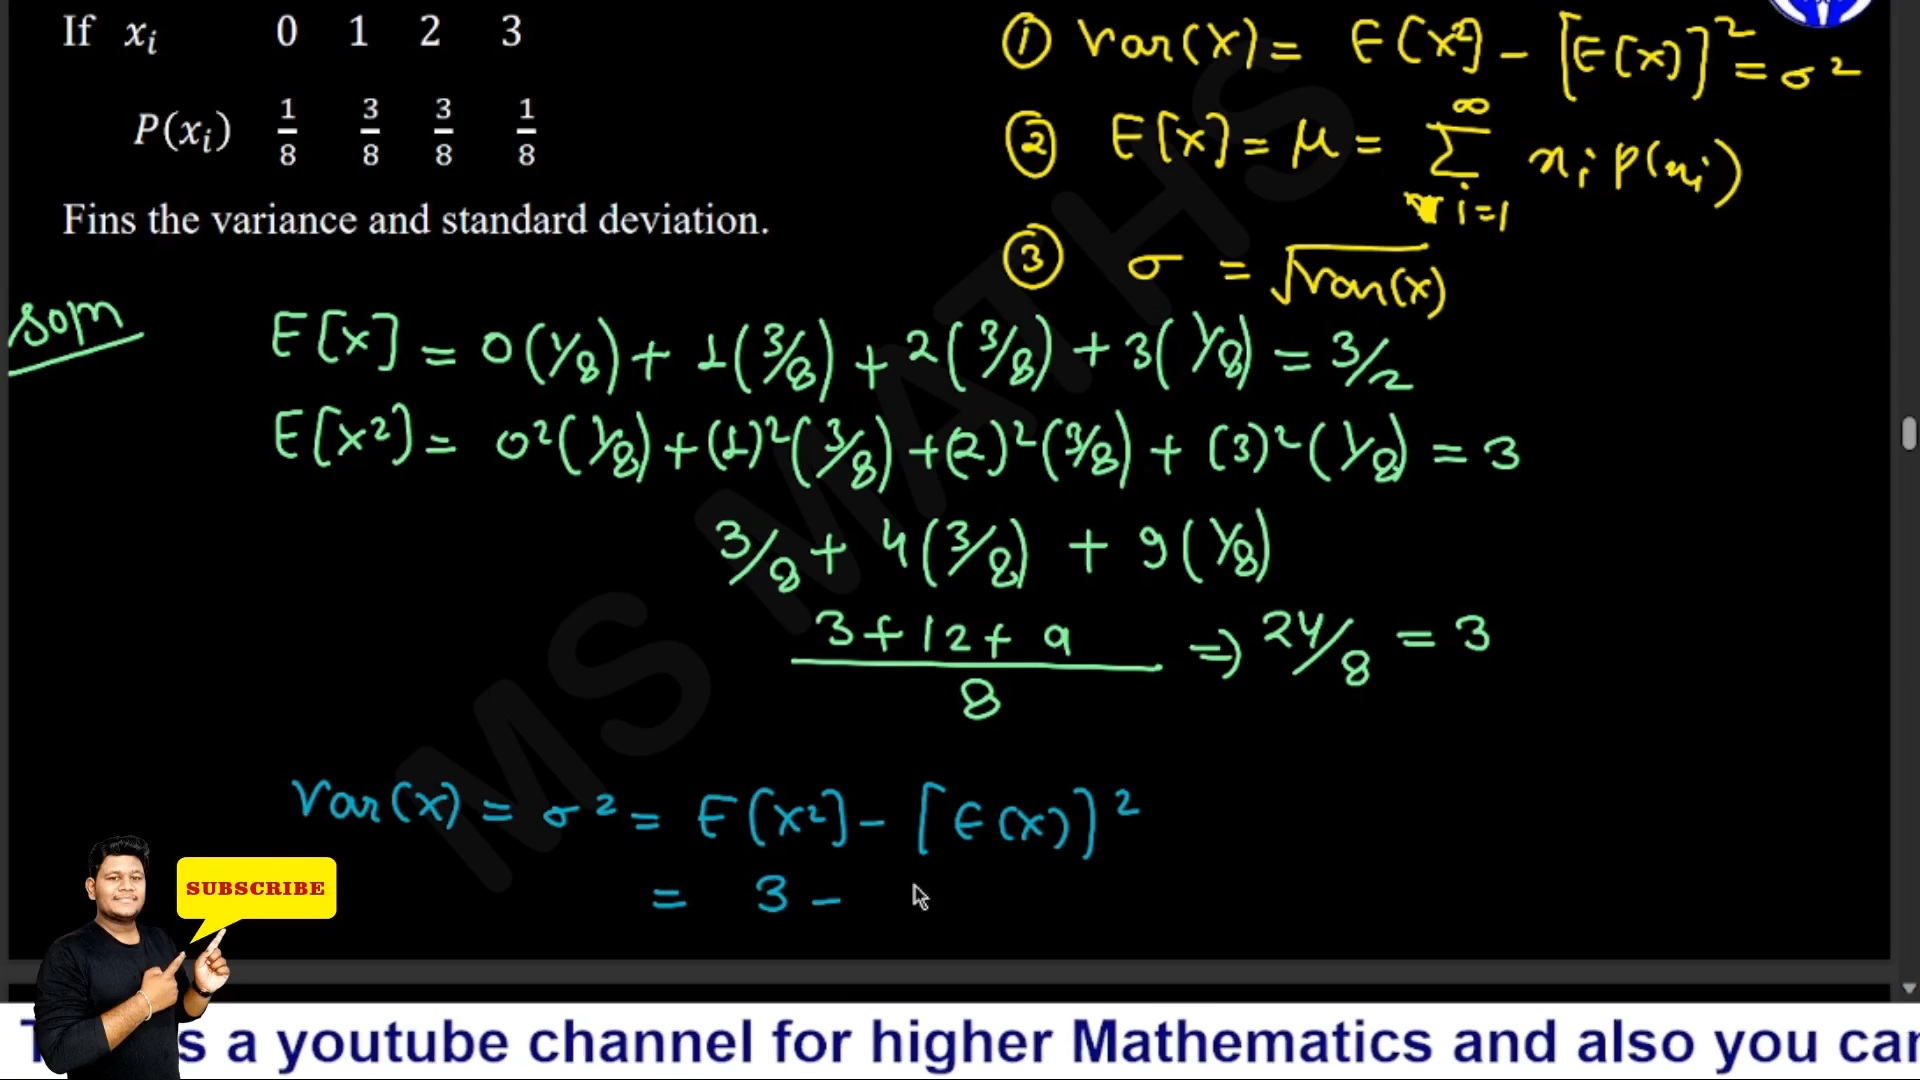 If xᵢ 0 1 2 3
P(xᵢ) 1/8 3/8 3/8 1/8
Fins the variance and standard deviation.
① Var(X) = E[X²] - [E[X]]² = σ²
② E[X] = μ = ∑ᵢ₌₁^∞ xᵢ P(xᵢ)
③ σ = √Var(X)
Som
E[X] = 0(1/8) + 1(3/8) + 2(3/8) + 3(1/8) = 3/2
E[X²] = 0²(1/8) + (1)²(3/8) + (2)²(3/8) + (3)²(1/8) = 3
3/8 + 4(3/8) + 9(1/8)
3 + 12 + 9 / 8 ⇒ 24/8 = 3
Var(X) = σ² = E[X²] - [E(X)]²
= 3 -
SUBSCRIBE
MS MATHS
s a youtube channel for higher Mathematics and also you can